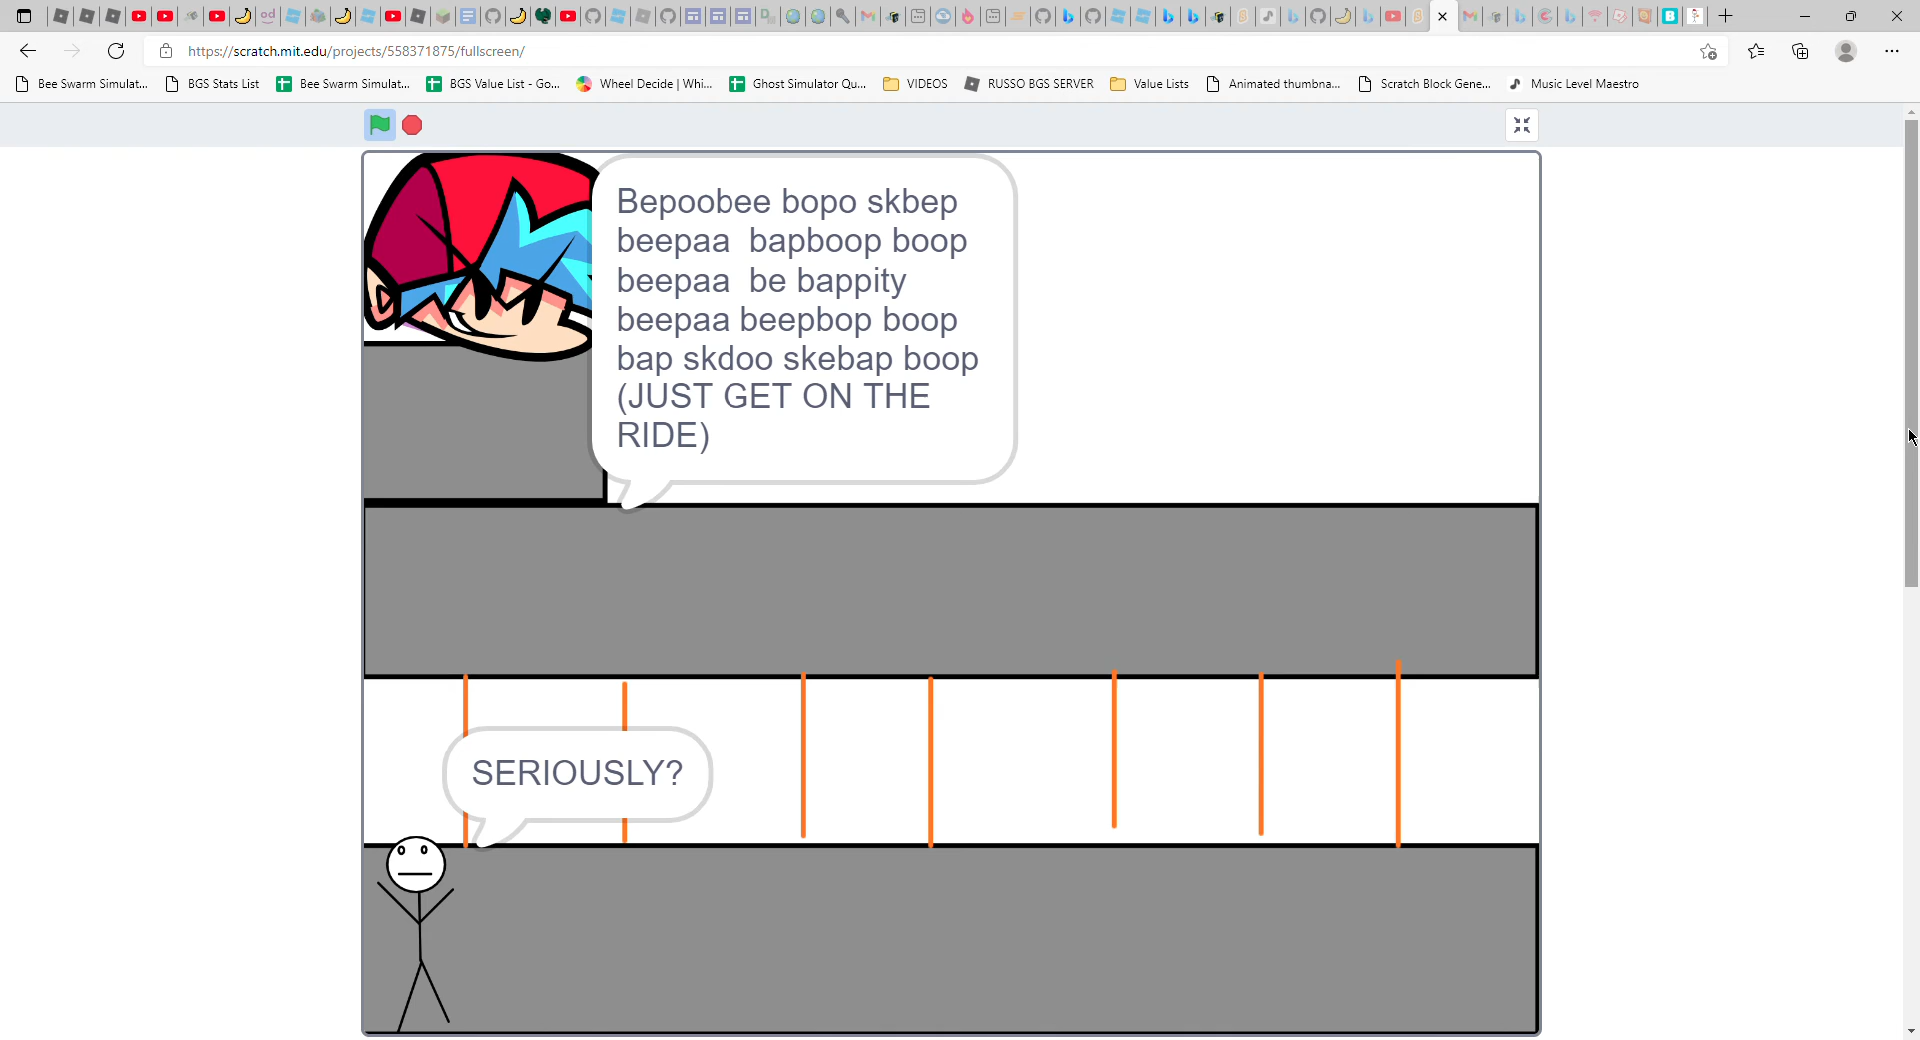 https://scratch.mit.edu/projects/558371875/fullscreen/
Bee Swarm Simulat...
BGS Stats List
Bee Swarm Simulat...
BGS Value List - Go...
Wheel Decide | Whi...
Ghost Simulator Qu...
VIDEOS
RUSSO BGS SERVER
Value Lists
Animated thumbna...
Scratch Block Gene...
Music Level Maestro
Bepoobee bopo skbep
beepaa  bapboop boop
beepaa  be bappity
beepaa beepbop boop
bap skdoo skebap boop
(JUST GET ON THE
RIDE)
SERIOUSLY?